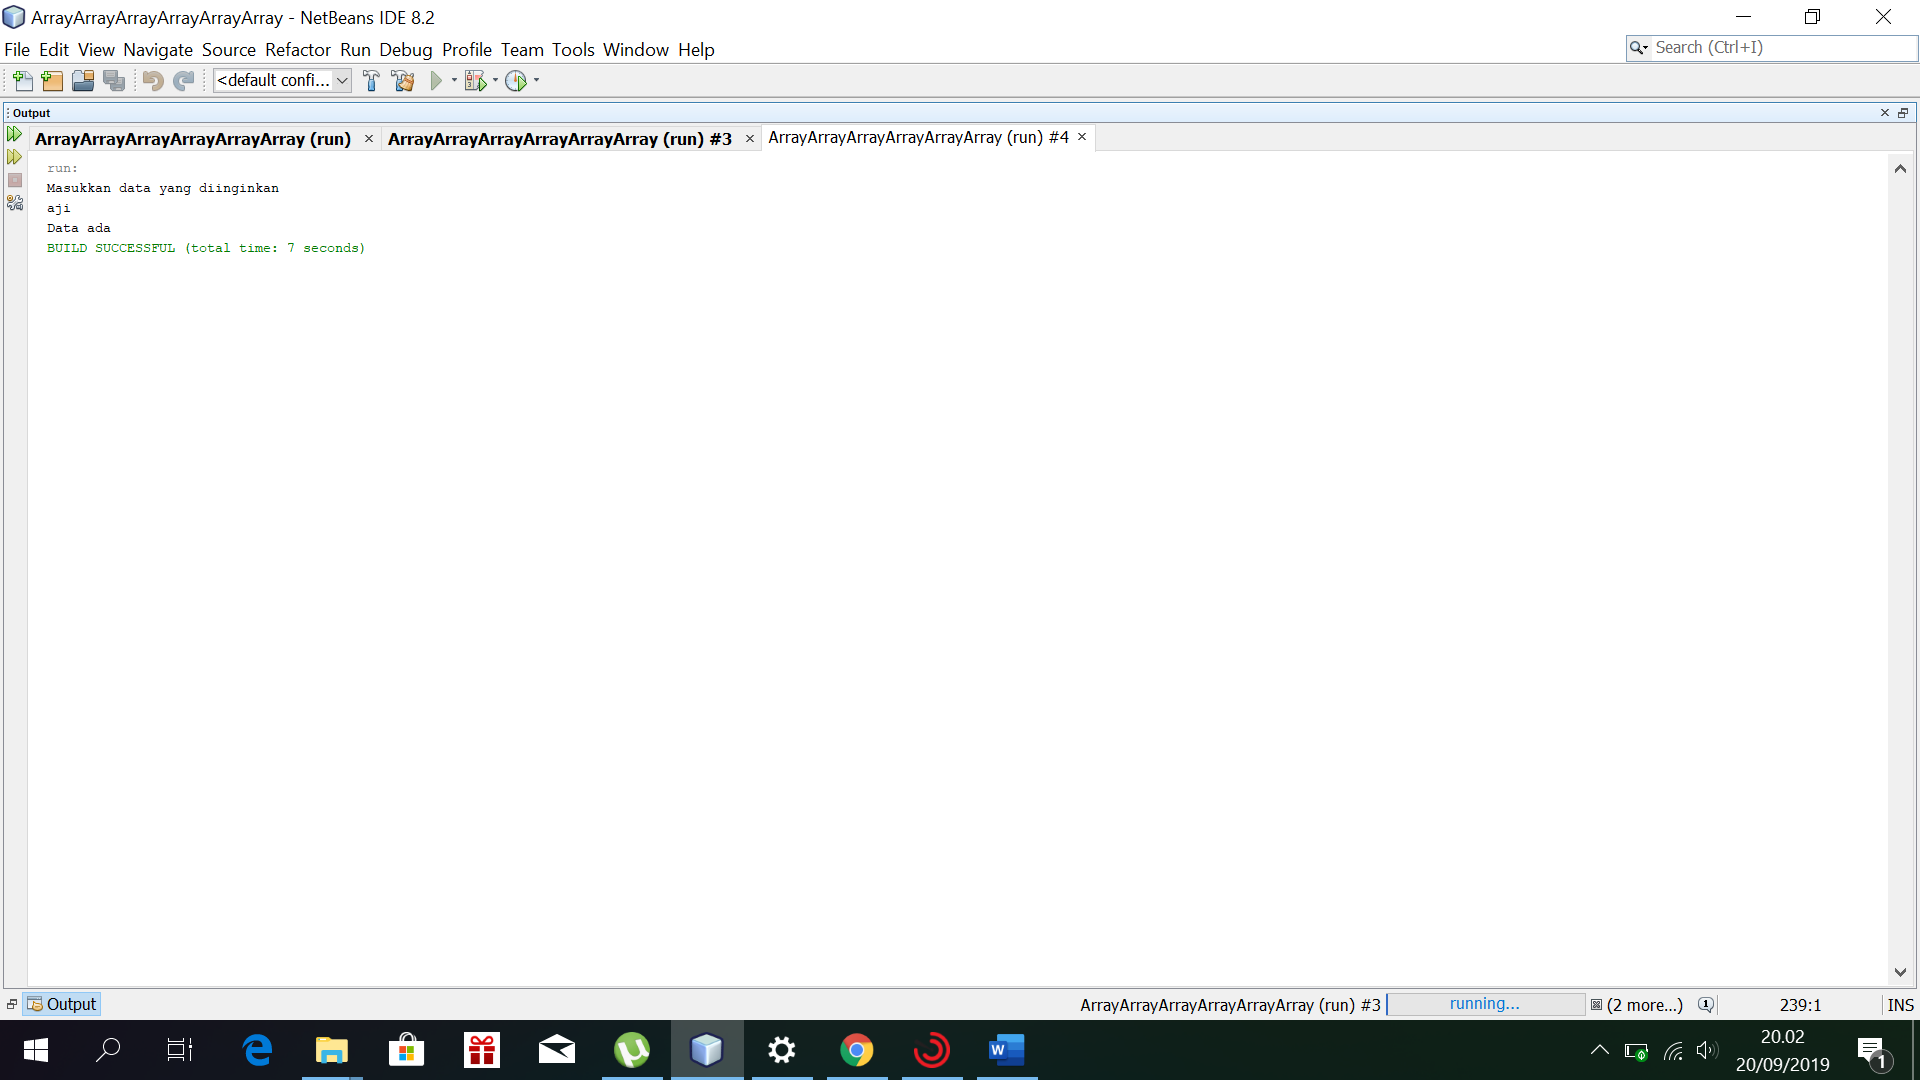 ArrayArrayArrayArrayArrayArray - NetBeans IDE 8.2
File Edit View Navigate Source Refactor Run Debug Profile Team Tools Window Help
Search (Ctrl+I)
<default confi...
Output
ArrayArrayArrayArrayArrayArray (run) ArrayArrayArrayArrayArrayArray (run) #3 ArrayArrayArrayArrayArrayArray (run) #4
run:
Masukkan data yang diinginkan
aji
Data ada
BUILD SUCCESSFUL (total time: 7 seconds)
Output ArrayArrayArrayArrayArrayArray (run) #3 running... (2 more...) 239:1 INS
20.02
20/09/2019
1